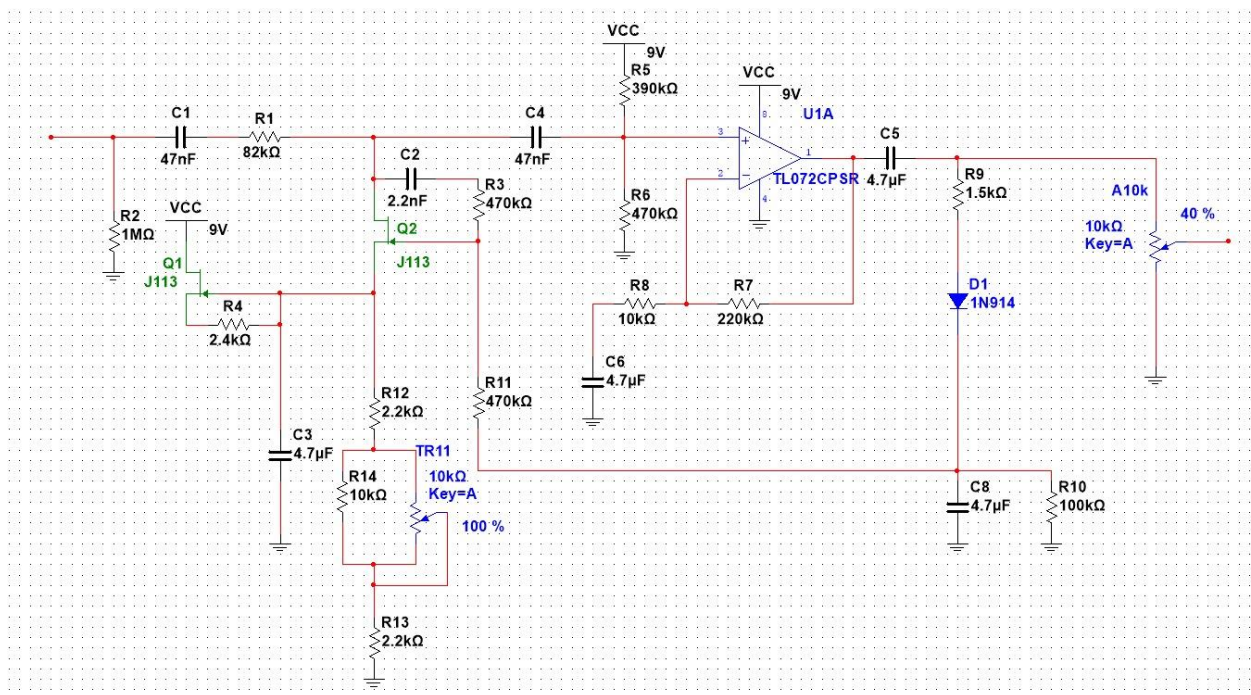 VCC
9V
R5
390kΩ
VCC
9V
8
U1A
C1
47nF
R1
82kΩ
C4
47nF
3
2
1
4
TL072CPSR
C5
4.7µF
C2
2.2nF
R3
470kΩ
R9
1.5kΩ
A10k
10kΩ
Key=A
40 %
R2
1MΩ
VCC
9V
Q1
J113
Q2
J113
R6
470kΩ
R4
2.4kΩ
R8
10kΩ
R7
220kΩ
D1
1N914
C6
4.7µF
R12
2.2kΩ
R11
470kΩ
C3
4.7µF
TR11
10kΩ
Key=A
100 %
R14
10kΩ
C8
4.7µF
R10
100kΩ
R13
2.2kΩ